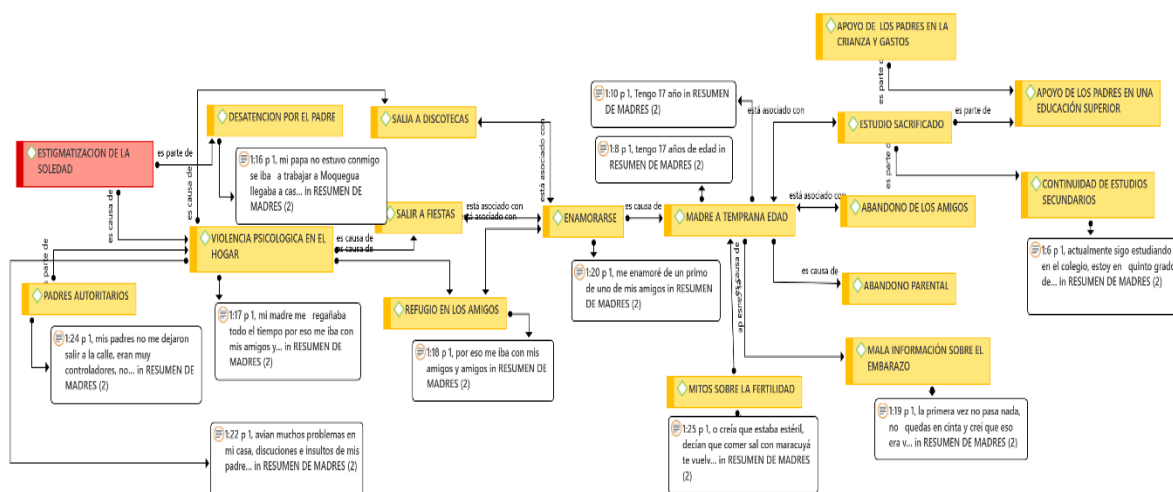 APOYO DE LOS PADRES EN LA
CRIANZA Y GASTOS
es parte d
1:10 p 1, Tengo 17 año in RESUMEN
DE MADRES (2)
APOYO DE LOS PADRES EN UNA
EDUCACIÓN SUPERIOR
DESATENCION POR EL PADRE
SALIA A DISCOTECAS
está asociado con
está asociado con
ESTUDIO SACRIFICADO
es parte de
ESTIGMATIZACION DE LA
SOLEDAD
es parte de
1:16 p 1, mi papa no estuvo conmigo
se iba a trabajar a Moquegua
llegaba a cas... in RESUMEN DE
MADRES (2)
1:8 p 1, tengo 17 años de edad in
RESUMEN DE MADRES (2)
es parte d
CONTINUIDAD DE ESTUDIOS
SECUNDARIOS
es causa de
es causa de
SALIR A FIESTAS
está asociado con
está asociado con
ENAMORARSE
es causa de
MADRE A TEMPRANA EDAD
está asociado con
ABANDONO DE LOS AMIGOS
VIOLENCIA PSICOLOGICA EN EL
HOGAR
es causa de
es causa de
1:6 p 1, actualmente sigo estudiando
en el colegio, estoy en quinto grado
de... in RESUMEN DE MADRES (2)
parte de
PADRES AUTORITARIOS
1:20 p 1, me enamoré de un primo
de uno de mis amigos in RESUMEN
DE MADRES (2)
es causa de
ABANDONO PARENTAL
1:17 p 1, mi madre me regañaba
todo el tiempo por eso me iba con
mis amigos y... in RESUMEN DE
MADRES (2)
REFUGIO EN LOS AMIGOS
1:24 p 1, mis padres no me dejaron
salir a la calle, eran muy
controladores, no... in RESUMEN DE
MADRES (2)
1:18 p 1, por eso me iba con mis
amigos y amigos in RESUMEN DE
MADRES (2)
MALA INFORMACIÓN SOBRE EL
EMBARAZO
MITOS SOBRE LA FERTILIDAD
1:19 p 1, la primera vez no pasa nada,
no quedas en cinta y crei que eso
era v... in RESUMEN DE MADRES (2)
1:22 p 1, avian muchos problemas en
mi casa, discuciones e insultos de mis
padre... in RESUMEN DE MADRES (2)
1:25 p 1, o creía que estaba estéril,
decían que comer sal con maracuyá
te vuelv... in RESUMEN DE MADRES
(2)